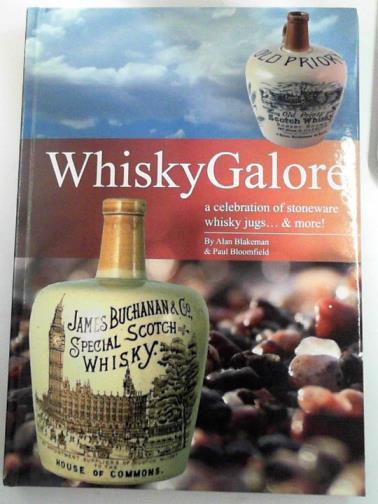 OLD PRIORY
Old Priory
Scotch Whisky
WhiskyGalore
a celebration of stoneware
whisky jugs... & more!
By Alan Blakeman
& Paul Bloomfield
JAMES BUCHANAN & Co.
SPECIAL SCOTCH
WHISKY.
HOUSE OF COMMONS.